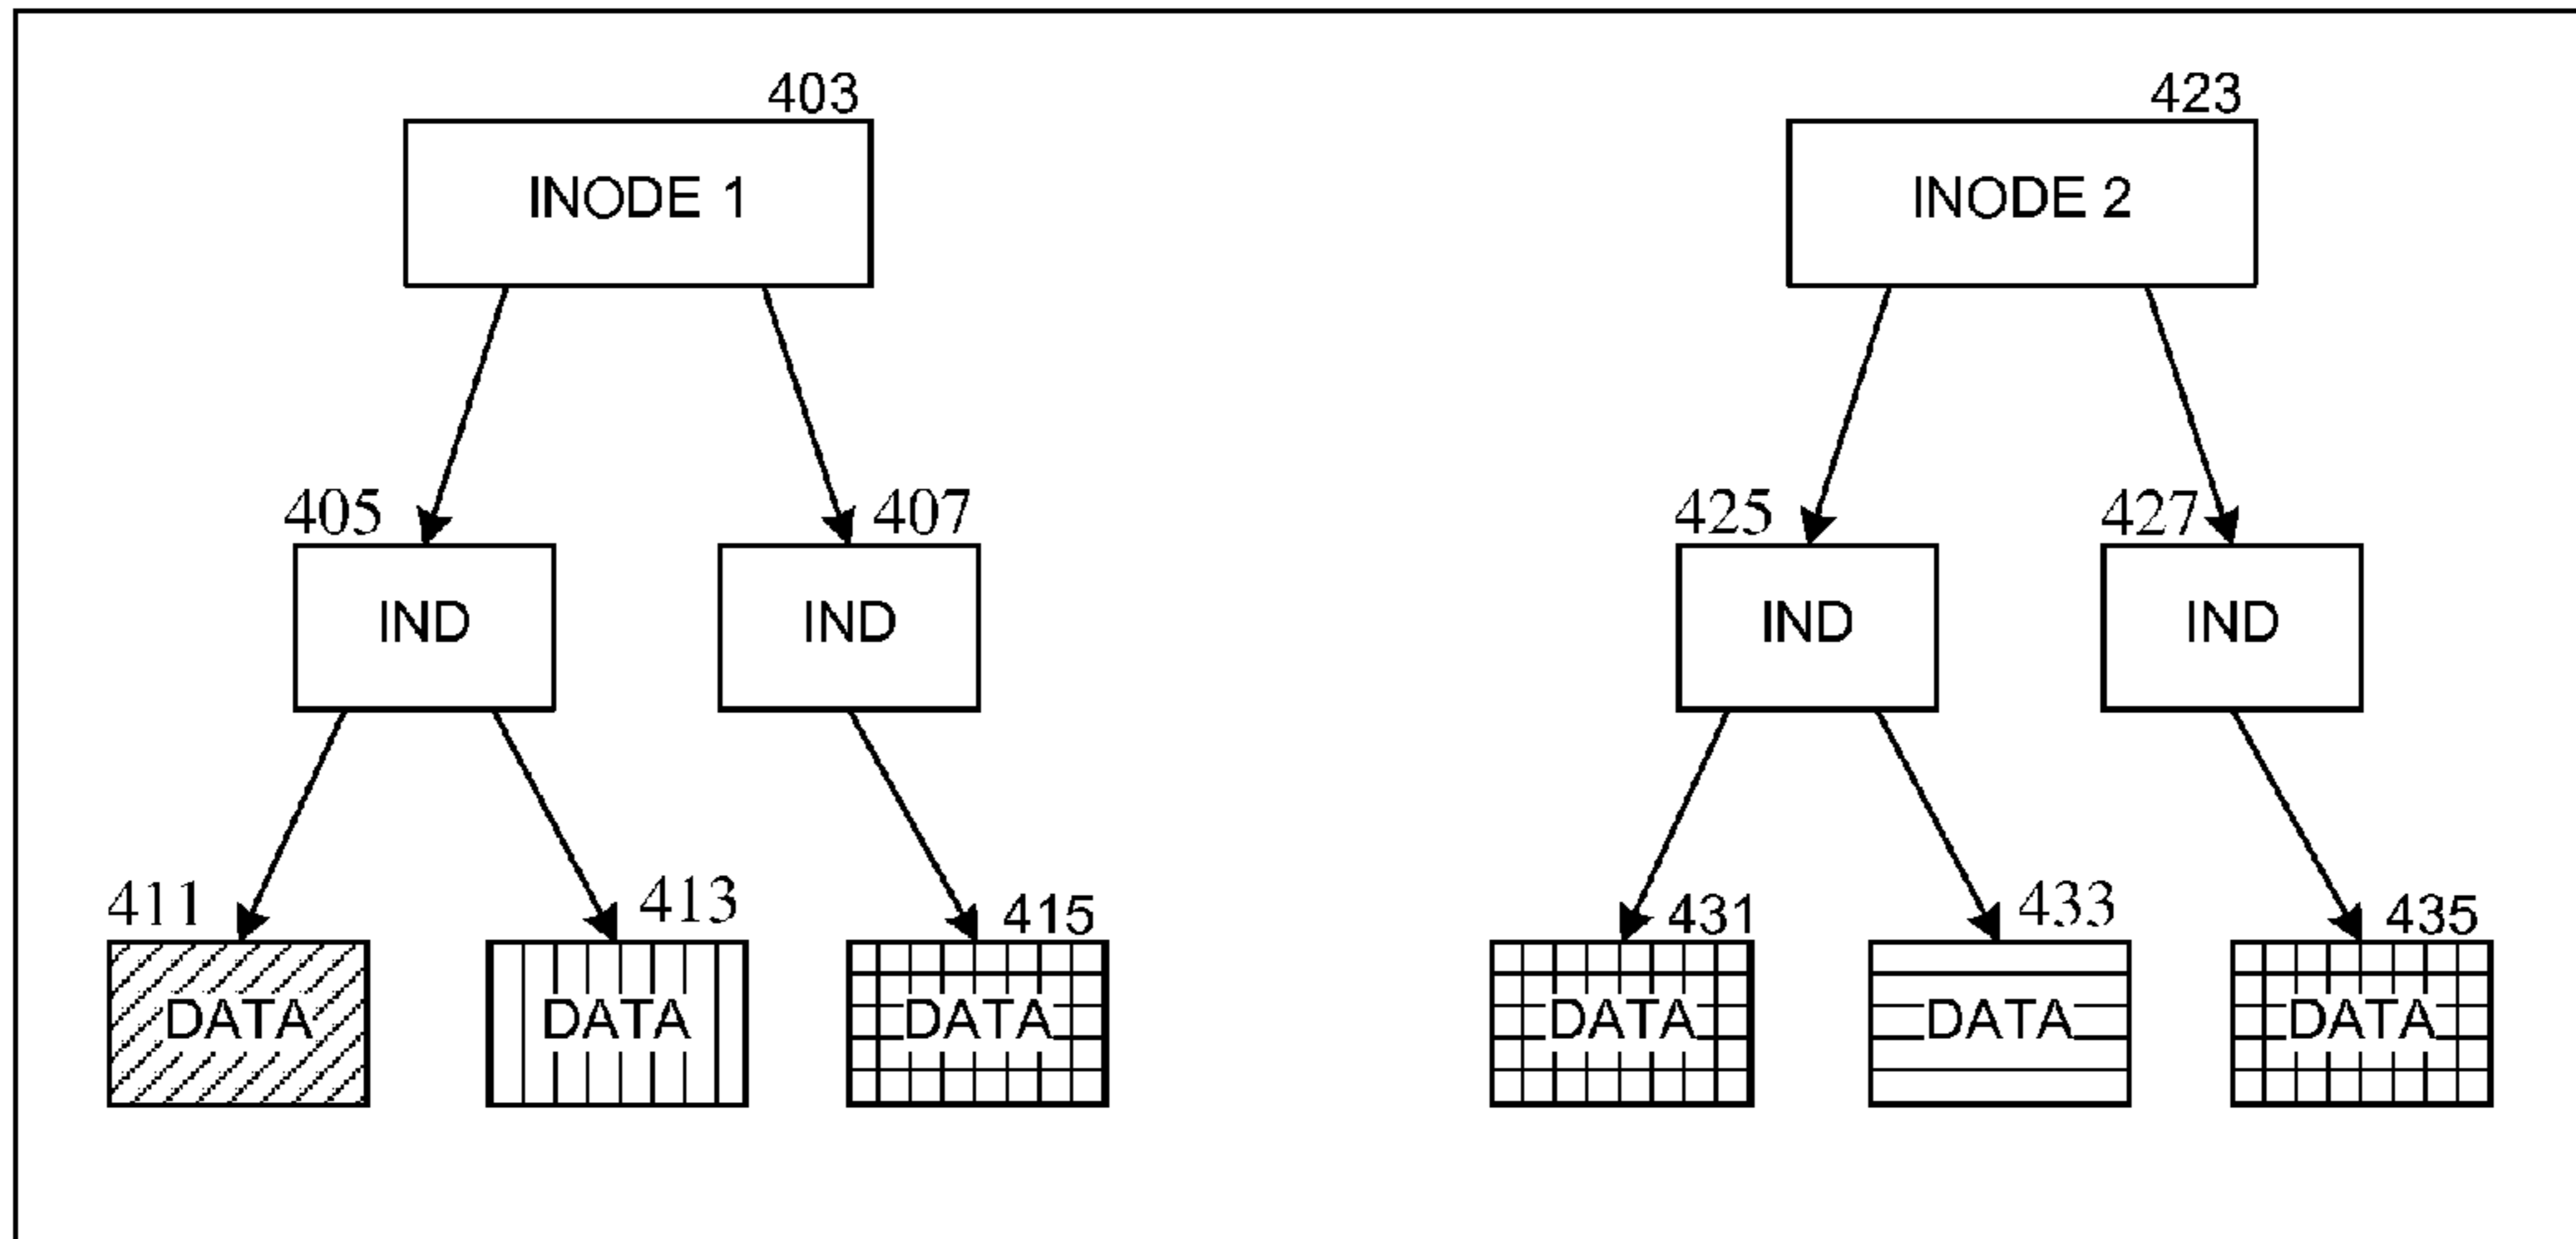 403 423
INODE 1 INODE 2
405 407 425 427
IND IND IND IND
411 413 415 431 433 435
DATA DATA DATA DATA DATA DATA